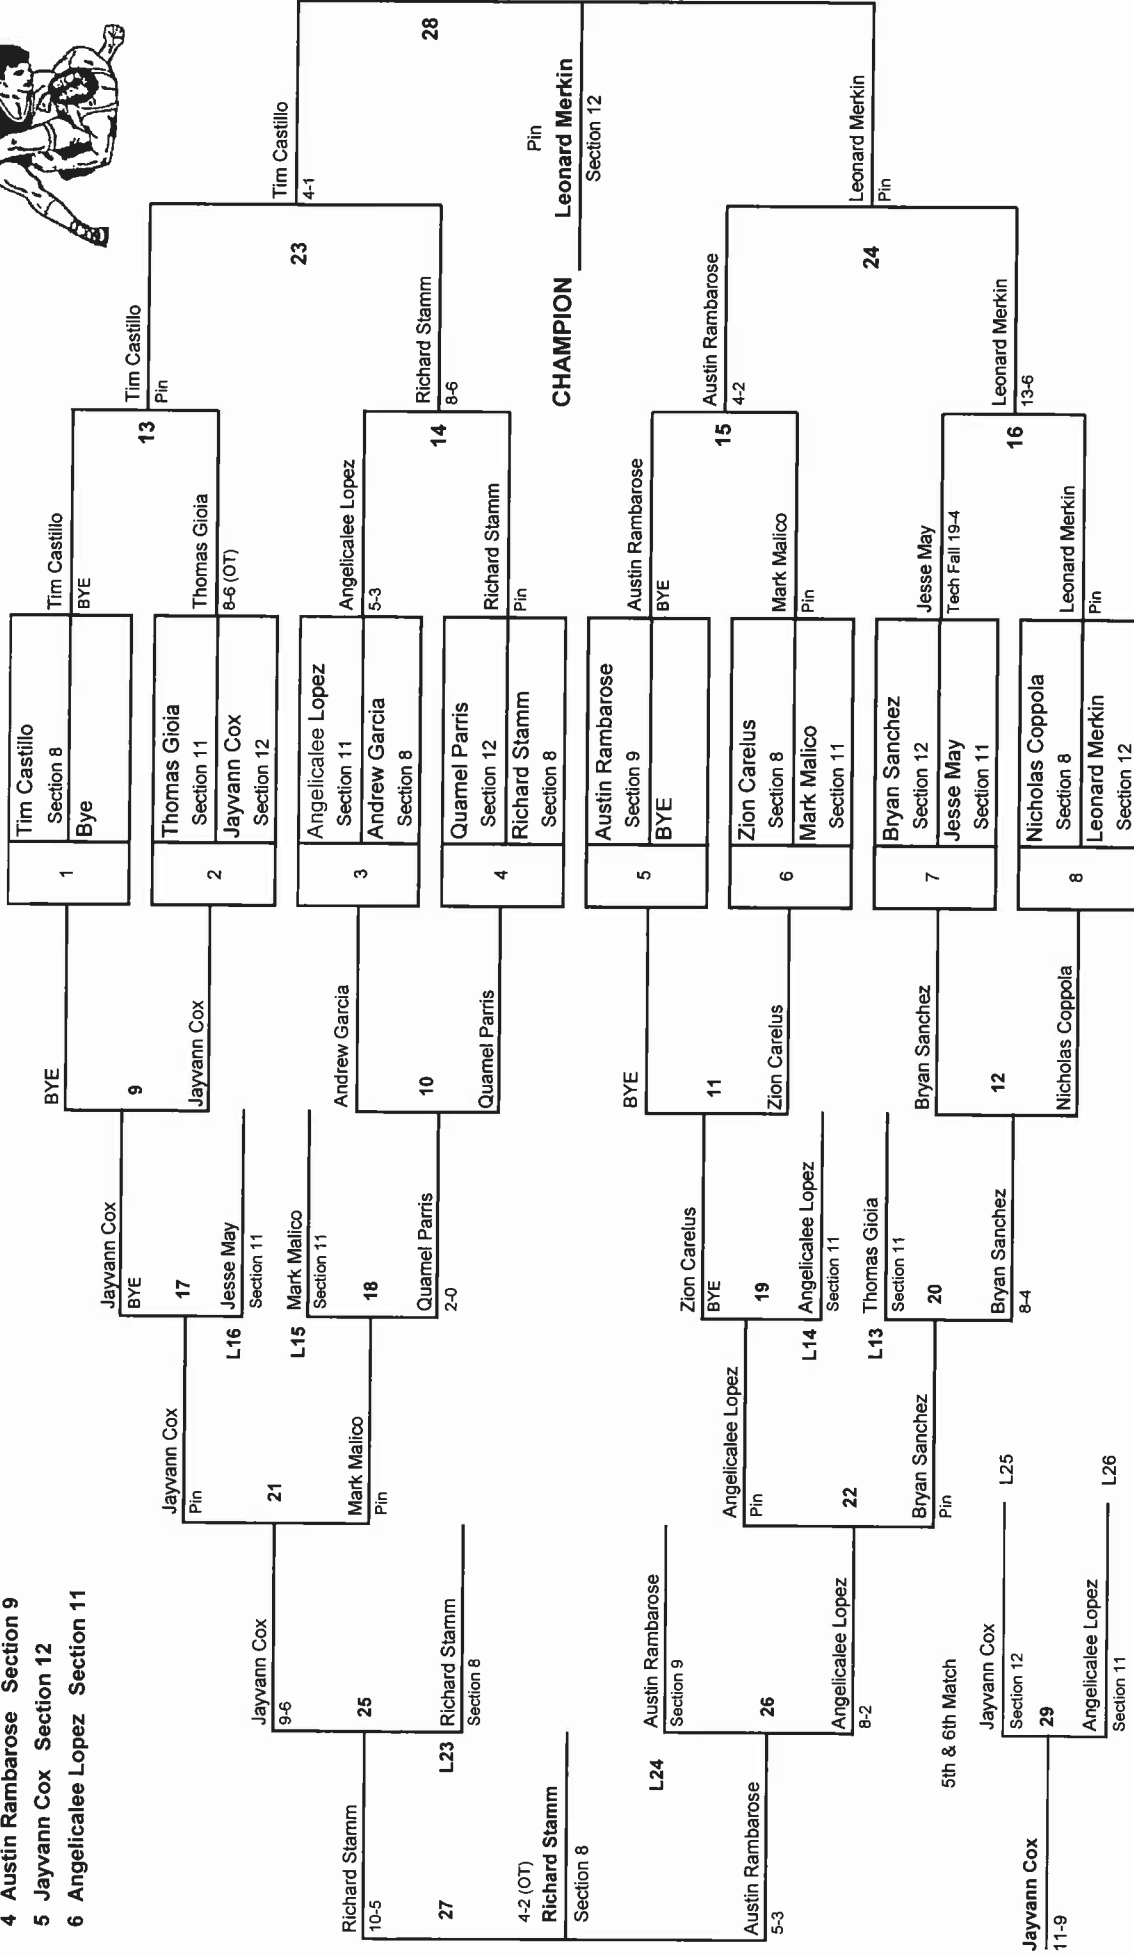 4 Austin Rambarose Section 9
5 Jayvann Cox Section 12
6 Angelicalee Lopez Section 11
BYE
9
Jayvann Cox
Jayvann Cox
BYE
17
Jesse May
Section 11
L16
Jayvann Cox
Pin
21
Mark Malico
Pin
L15
Mark Malico
Section 11
18
Quamel Parris
2-0
Andrew Garcia
10
Quamel Parris
Jayvann Cox
9-6
25
Richard Stamm
Section 8
L23
Richard Stamm
10-5
27
4-2 (OT)
Richard Stamm
Section 8
Austin Rambarose
5-3
L24
Austin Rambarose
Section 9
26
Angelicalee Lopez
8-2
Angelicalee Lopez
Pin
22
Bryan Sanchez
Pin
BYE
11
Zion Carelus
Zion Carelus
BYE
19
Angelicalee Lopez
Section 11
L14
L13
Thomas Gioia
Section 11
20
Bryan Sanchez
8-4
Bryan Sanchez
12
Nicholas Coppola
5th & 6th Match
Jayvann Cox
L25
Section 12
29
Angelicalee Lopez
L26
Section 11
Jayvann Cox
11-9
1
Tim Castillo
Section 8
Bye
2
Thomas Gioia
Section 11
Jayvann Cox
Section 12
3
Angelicalee Lopez
Section 11
Andrew Garcia
Section 8
4
Quamel Parris
Section 12
Richard Stamm
Section 8
5
Austin Rambarose
Section 9
BYE
6
Zion Carelus
Section 8
Mark Malico
Section 11
7
Bryan Sanchez
Section 12
Jesse May
Section 11
8
Nicholas Coppola
Section 8
Leonard Merkin
Section 12
Tim Castillo
BYE
13
Thomas Gioia
8-6 (OT)
Angelicalee Lopez
5-3
14
Richard Stamm
Pin
Austin Rambarose
BYE
15
Mark Malico
Pin
Jesse May
Tech Fall 19-4
16
Leonard Merkin
Pin
Tim Castillo
Pin
23
Richard Stamm
8-6
Austin Rambarose
4-2
24
Leonard Merkin
13-6
Tim Castillo
4-1
28
Leonard Merkin
Pin
Pin
CHAMPION Leonard Merkin
Section 12